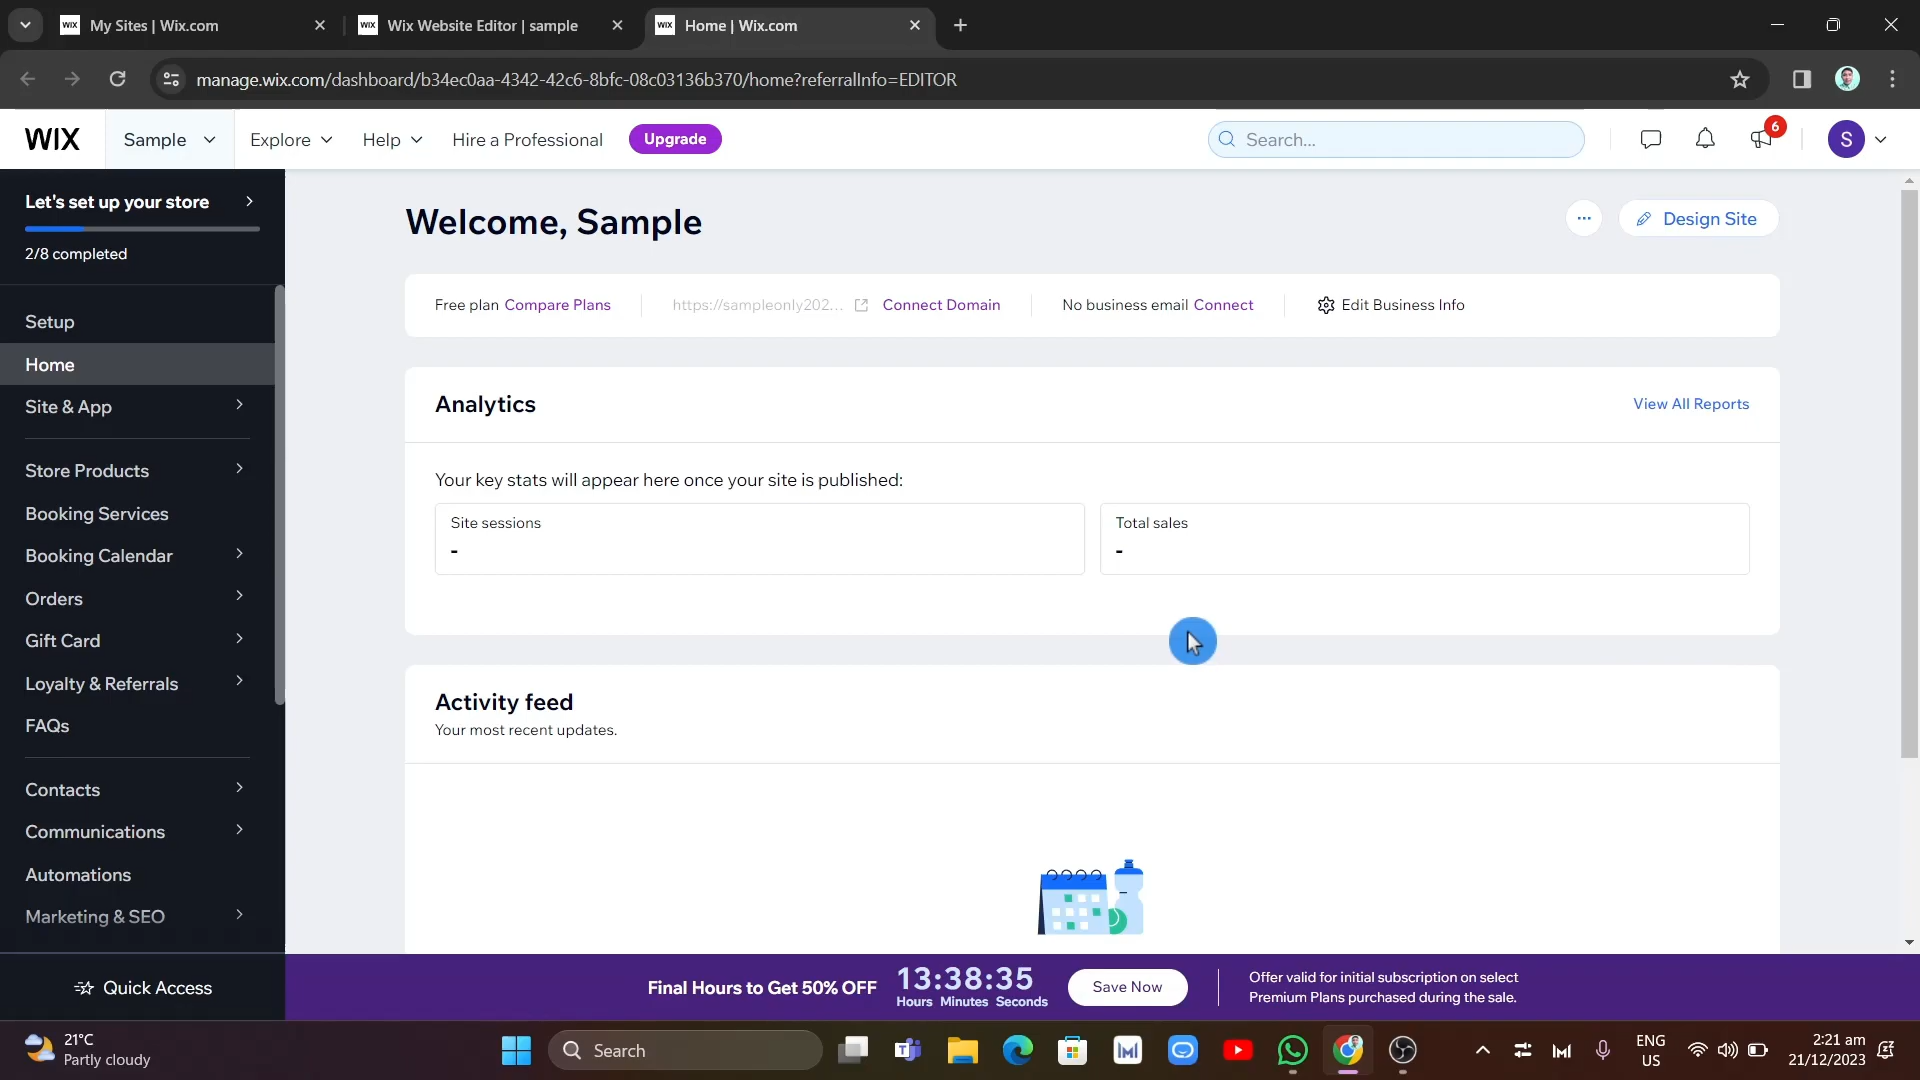 My Sites | Wix.com
Wix Website Editor | sample
Home | Wix.com
manage.wix.com/dashboard/b34ec0aa-4342-42c6-8bfc-08c03136b370/home?referralInfo=EDITOR
WIX
Sample
Explore
Help
Hire a Professional
Upgrade
Search...
6
S
Let's set up your store
2/8 completed
Setup
Home
Site & App
Store Products
Booking Services
Booking Calendar
Orders
Gift Card
Loyalty & Referrals
FAQs
Contacts
Communications
Automations
Marketing & SEO
Quick Access
Welcome, Sample
Design Site
Free plan Compare Plans
https://sampleonly202... Connect Domain
No business email Connect
Edit Business Info
Analytics
View All Reports
Your key stats will appear here once your site is published:
Site sessions
-
Total sales
-
Activity feed
Your most recent updates.
Final Hours to Get 50% OFF
13:38:35
Hours Minutes Seconds
Save Now
Offer valid for initial subscription on select
Premium Plans purchased during the sale.
21°C
Partly cloudy
Search
ENG
US
2:21 am
21/12/2023